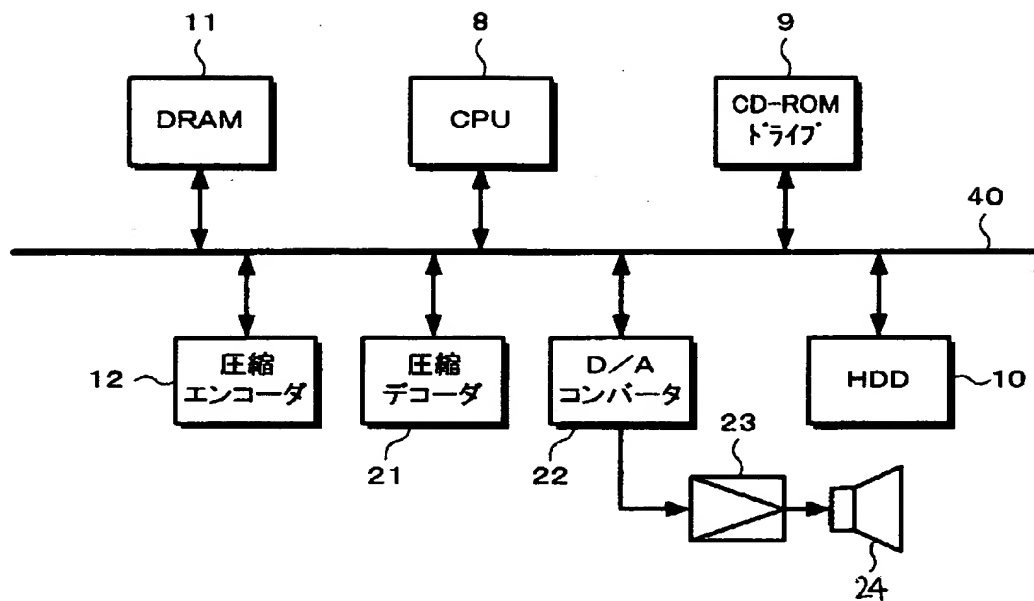 11
8
9
DRAM
CPU
CD-ROM
ドライブ
40
12
圧縮
エンコーダ
圧縮
デコーダ
D/A
コンバータ
HDD
10
21
22
23
24